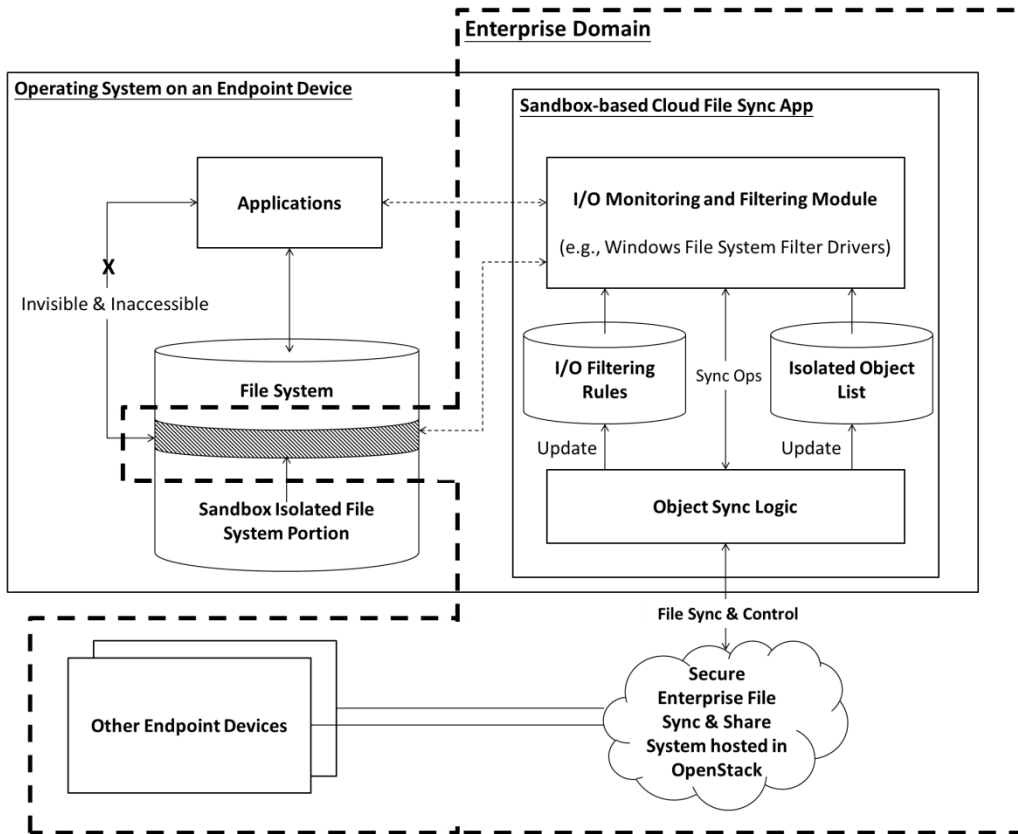 Enterprise Domain
Operating System on an Endpoint Device
Sandbox-based Cloud File Sync App
Applications
I/O Monitoring and Filtering Module
(e.g., Windows File System Filter Drivers)
X
Invisible & Inaccessible
File System
I/O Filtering
Rules
Sync Ops
Isolated Object
List
Update
Update
Sandbox Isolated File
System Portion
Object Sync Logic
File Sync & Control
Other Endpoint Devices
Secure
Enterprise File
Sync & Share
System hosted in
OpenStack